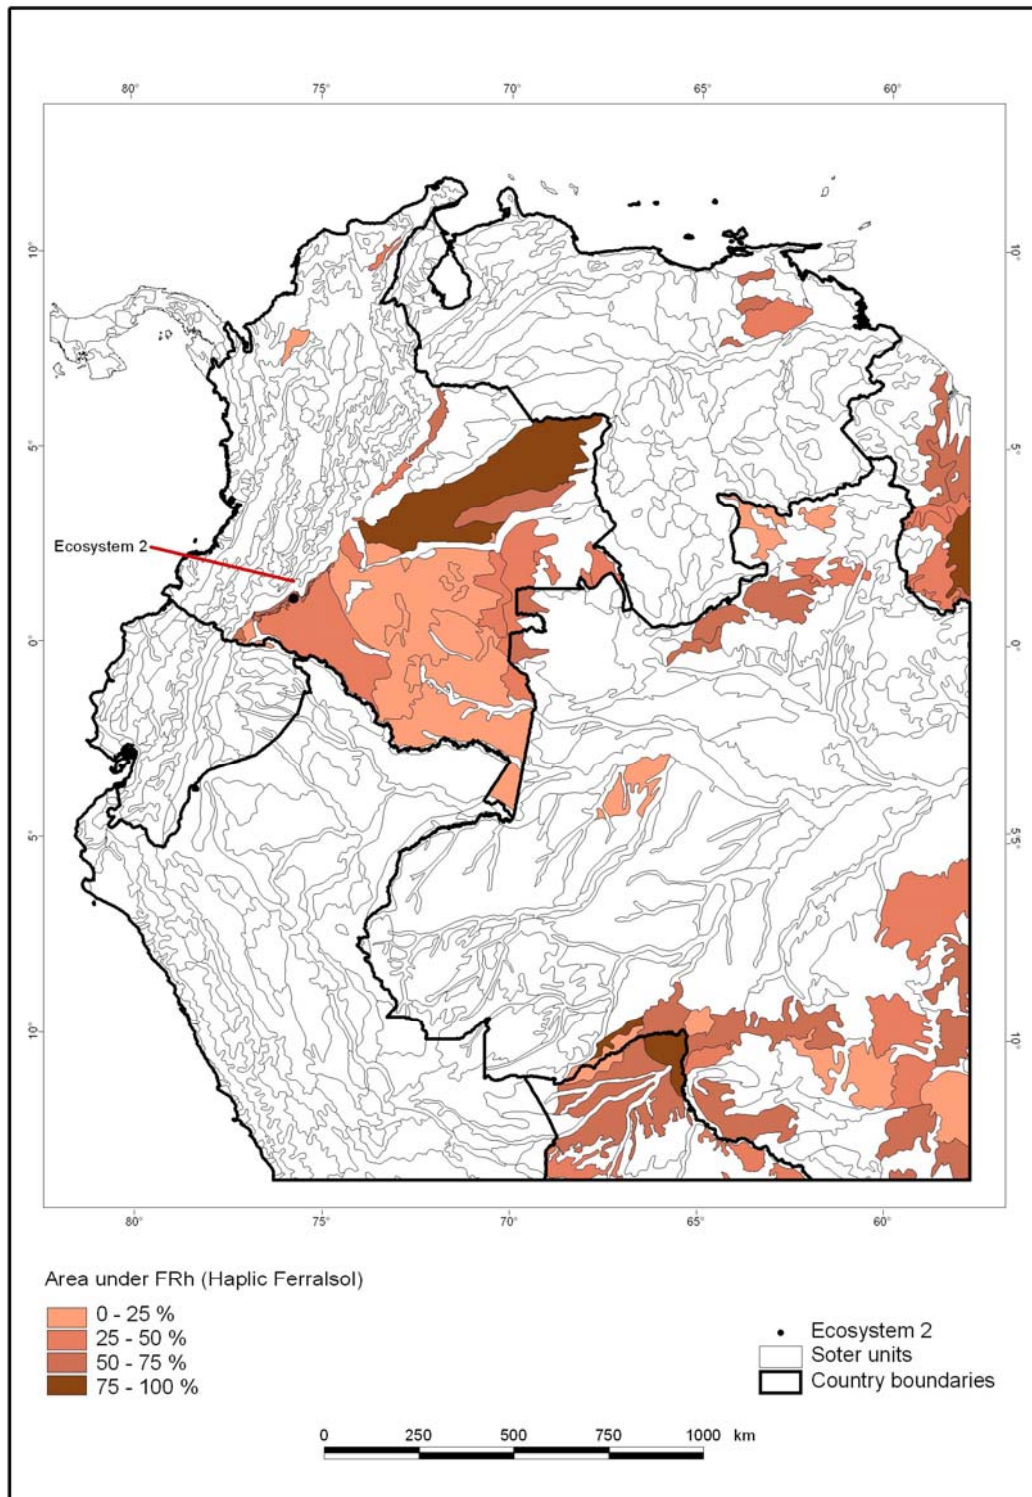 80° 75° 70° 65° 60°
10° 10°
5° 5°
Ecosystem 2
0° 0°
5° 5°
10° 10°
80° 75° 70° 65° 60°
Area under FRh (Haplic Ferralsol)
0 - 25 %
25 - 50 %
50 - 75 %
75 - 100 %
Ecosystem 2
Soter units
Country boundaries
0 250 500 750 1000 km